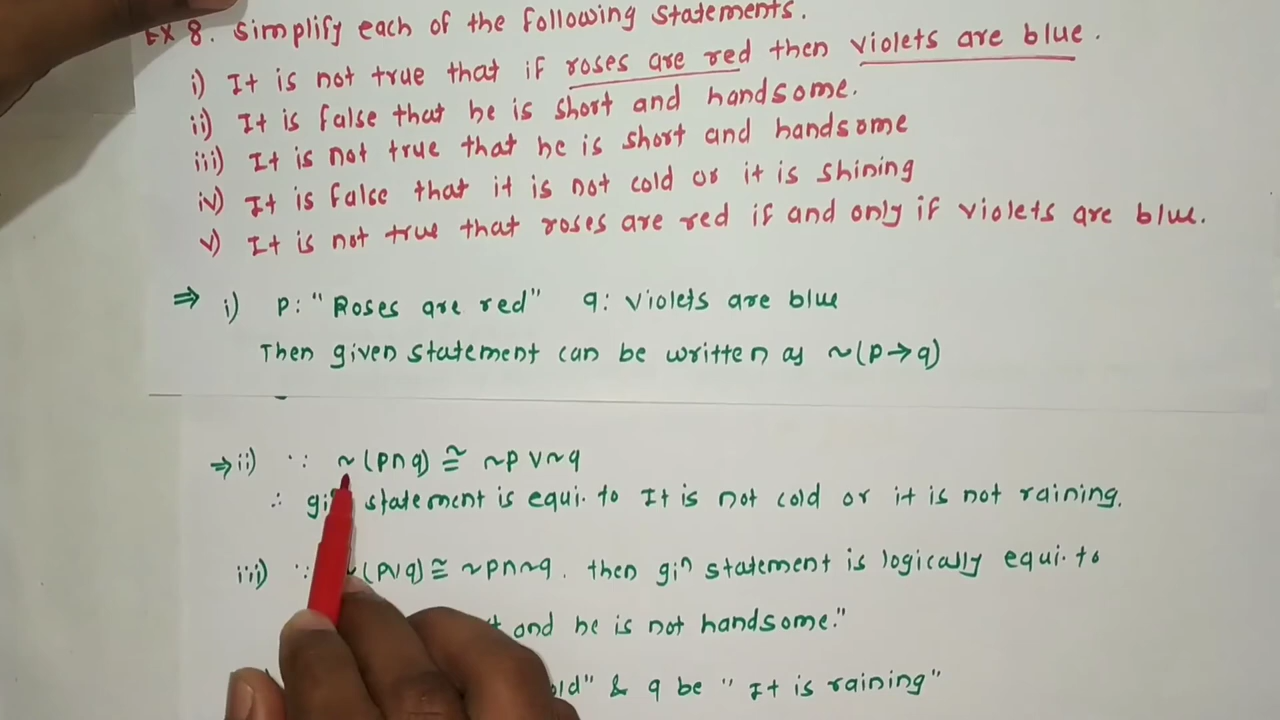 Ex 8. Simplify each of the following statements.
i) It is not true that if roses are red then violets are blue.
ii) It is false that he is short and handsome.
iii) It is not true that he is short and handsome
iv) It is false that it is not cold or it is shining
v) It is not true that roses are red if and only if violets are blue.
⇒ i) p: "Roses are red" q: violets are blue
Then given statement can be written as ~(p→q)
⇒ii) ∵ ~(p∩q) ≅ ~p ∨ ~q
∴ statement is equi. to It is not cold or it is not raining.
iii) ∵ (p∨q) ≅ ~p∩~q. then giⁿ statement is logically equi. to
and he is not handsome."
& q be "It is raining"